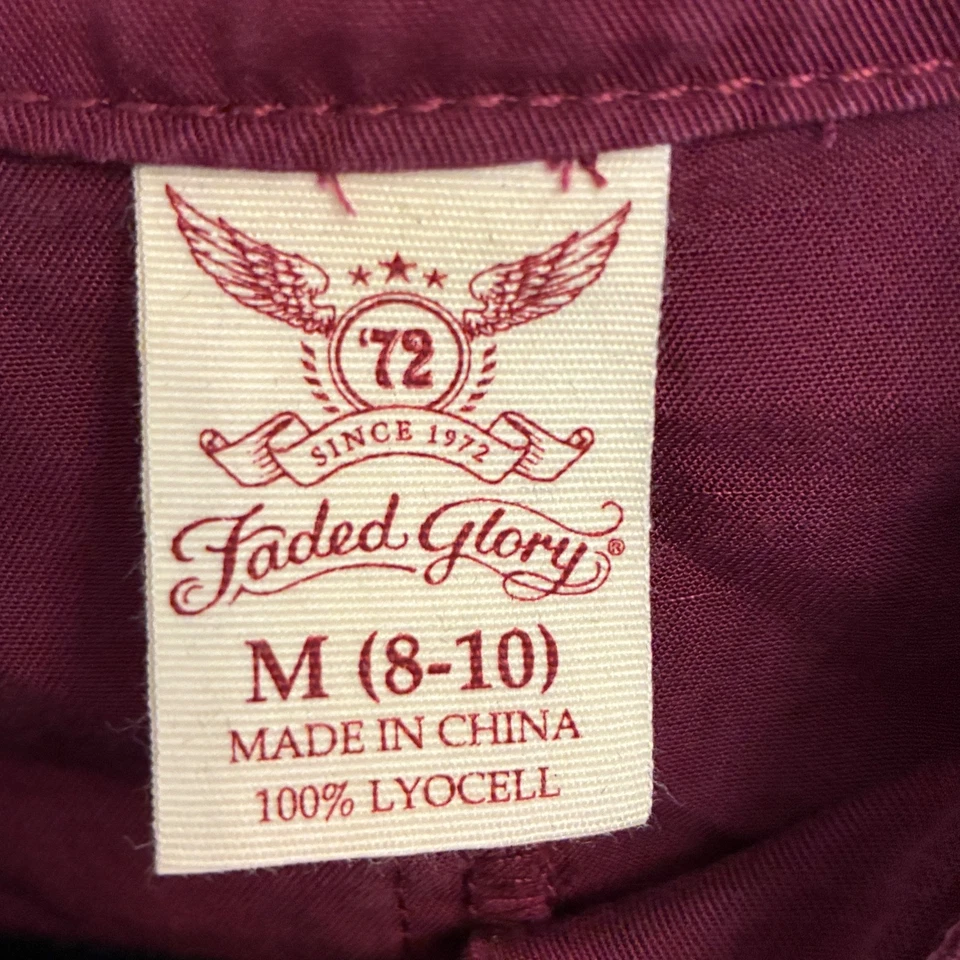 '72
SINCE 1972
Faded Glory®
M (8-10)
MADE IN CHINA
100% LYOCELL